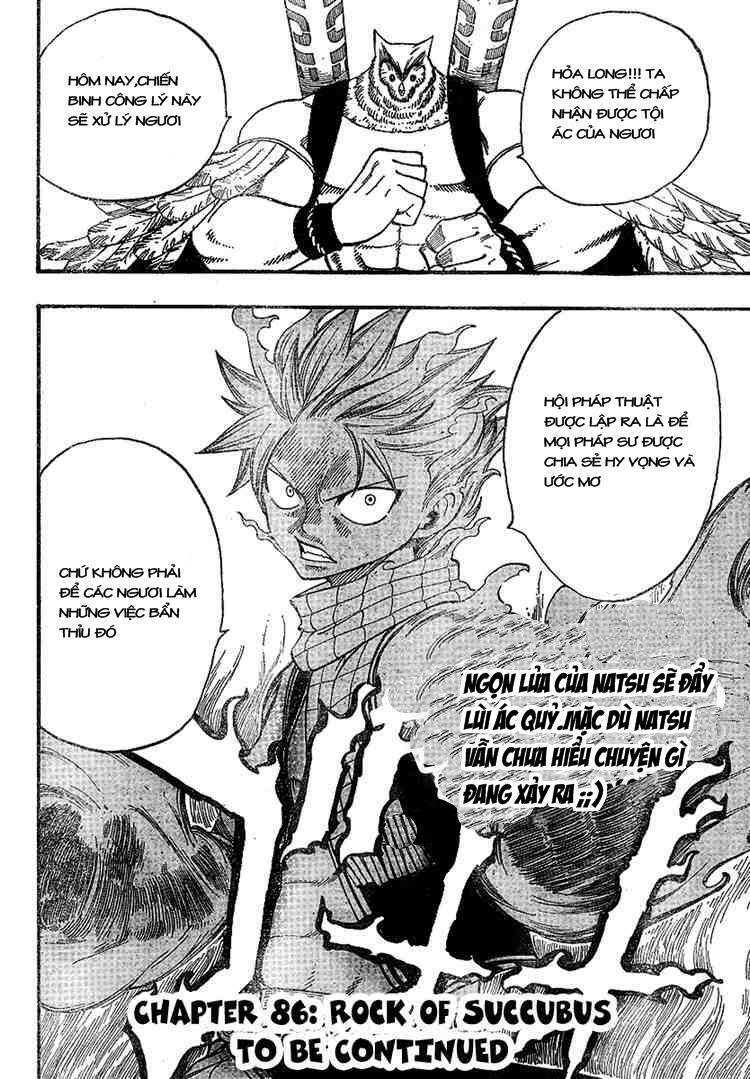 HỎA LONG!!! TA
KHÔNG THỂ CHẤP
NHẬN ĐƯỢC TỘI
ÁC CỦA NGƯƠI
HÔM NAY,CHIẾN
BINH CÔNG LÝ NÀY
SẼ XỬ LÝ NGƯƠI
HỘI PHÁP THUẬT
ĐƯỢC LẬP RA LÀ ĐỂ
MỌI PHÁP SƯ ĐƯỢC
CHIA SẺ HY VỌNG VÀ
ƯỚC MƠ
CHỨ KHÔNG PHẢI
ĐỂ CÁC NGƯƠI LÀM
NHỮNG VIỆC BẨN
THỈU ĐÓ
NGỌN LỬA CỦA NATSU SẼ ĐẨY
LÙI ÁC QUỶ.MẶC DÙ NATSU
VẪN CHƯA HIỂU CHUYỆN GÌ
ĐANG XẢY RA ;;)
CHAPTER 86: ROCK OF SUCCUBUS
TO BE CONTINUED